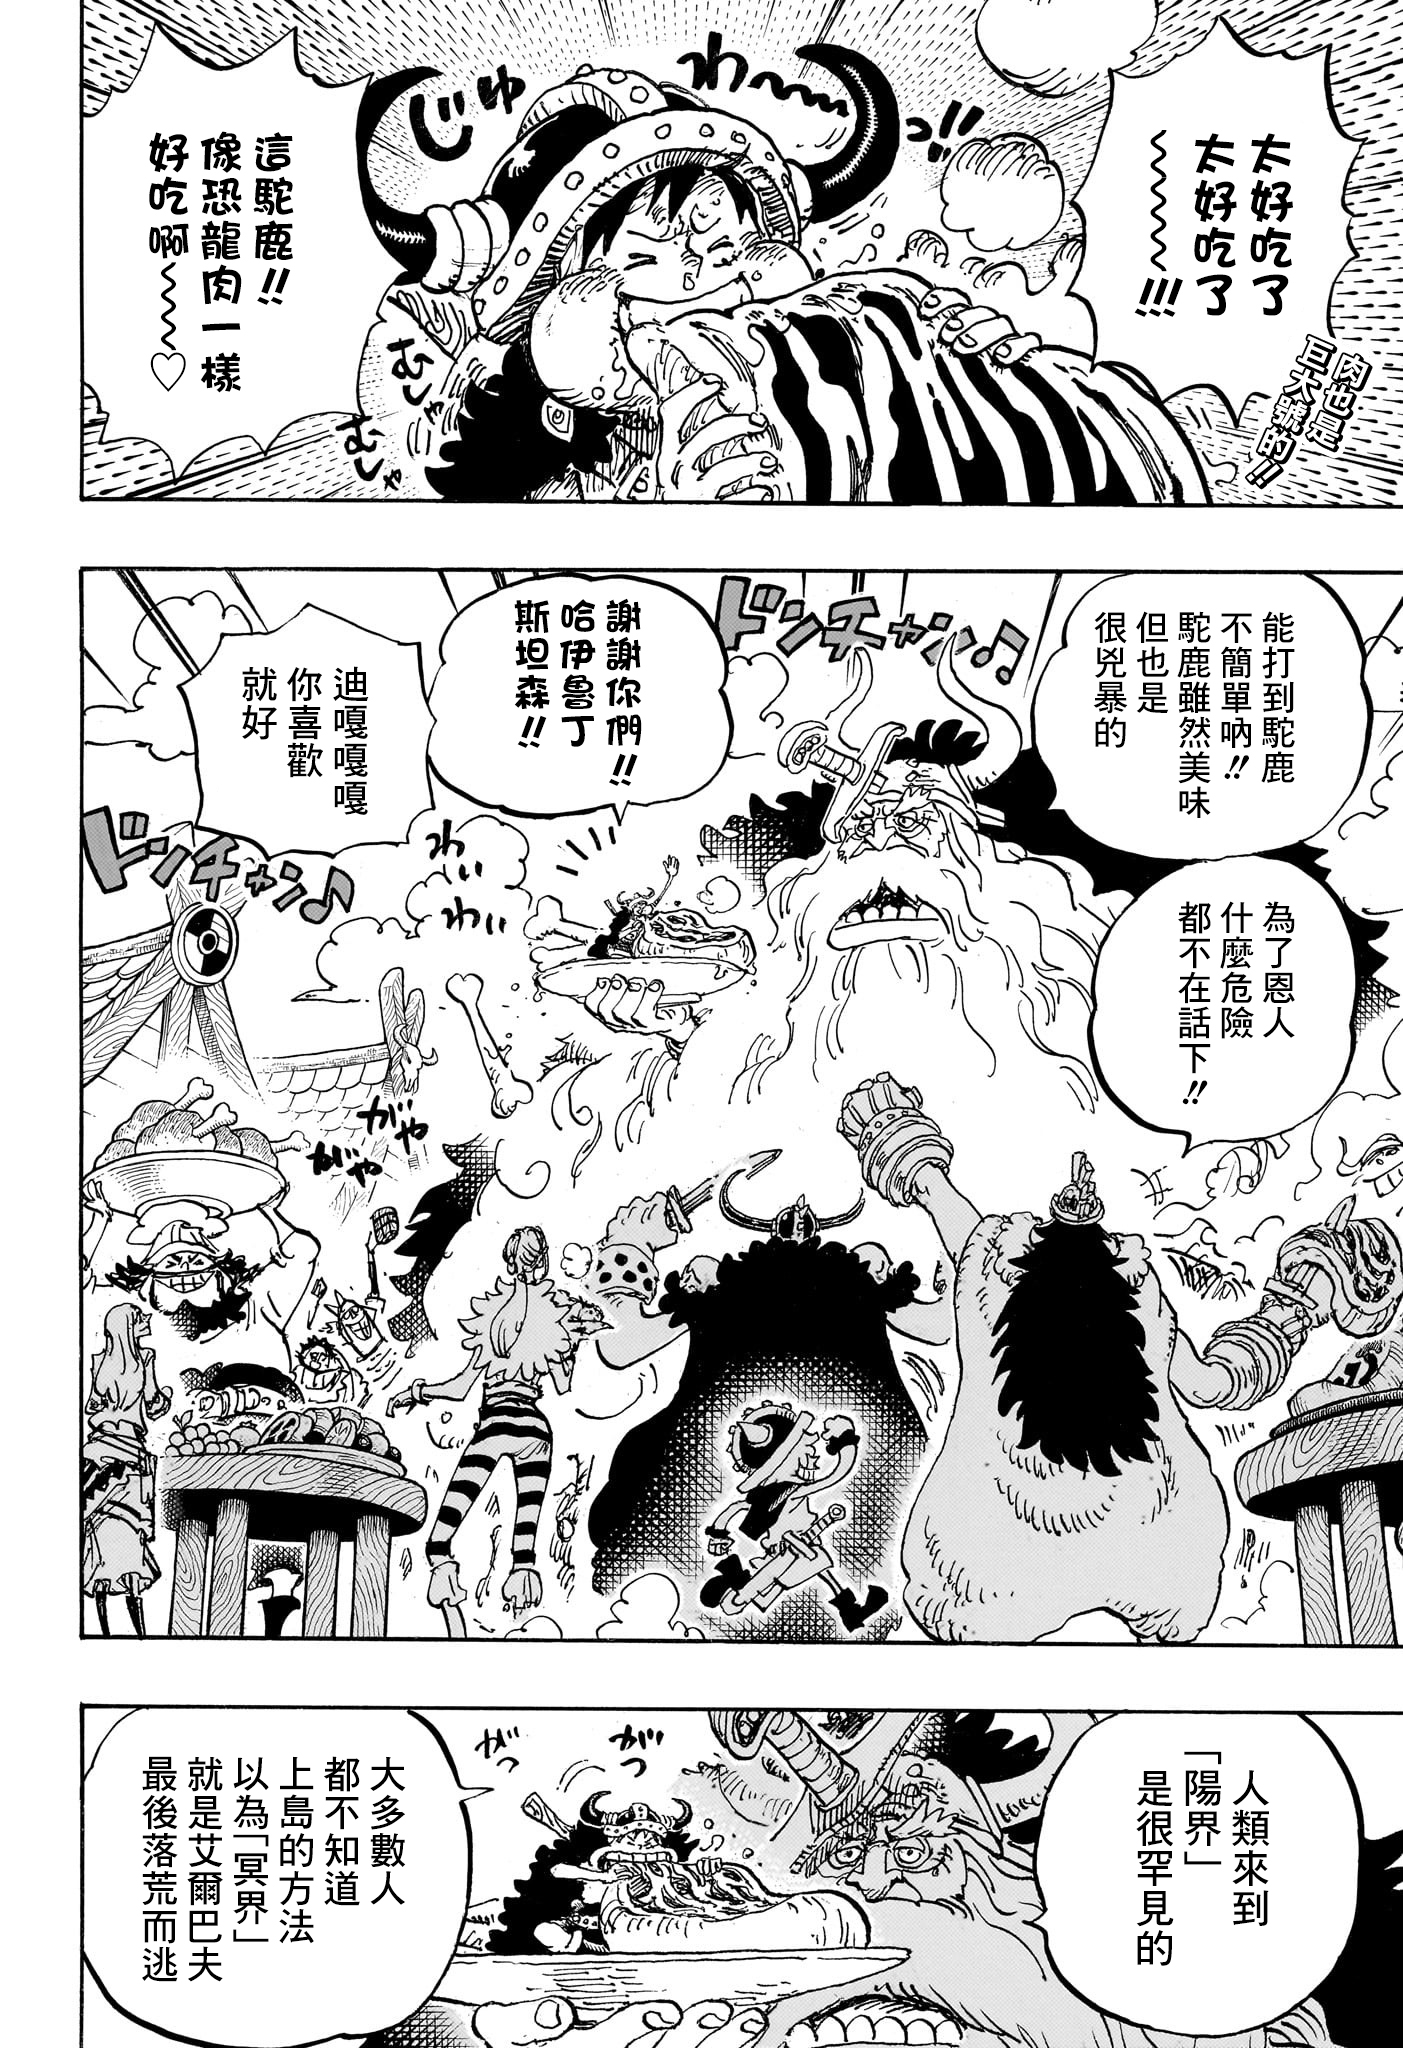 太好吃了
太好吃了
～～～!!!
肉也是
巨大號的!!
わ～～～っ!!
じゅ
這駝鹿!!
像恐龍肉一樣
好吃啊～～～♡
むしゃ
むしゃ
能打到駝鹿
不簡單吶!!
駝鹿雖然美味
但也是
很兇暴的
為了恩人
什麼危險
都不在話下!!
ドンチャン♫
謝謝你們!!
哈伊魯丁
斯坦森!!
迪嘎嘎嘎
你喜歡
就好
わい
わい
ドンチャン♪
がや
がや
人類來到
「陽界」
是很罕見的
がっ
がっ
大多數人
都不知道
上島的方法
以為「冥界」
就是艾爾巴夫
最後落荒而逃